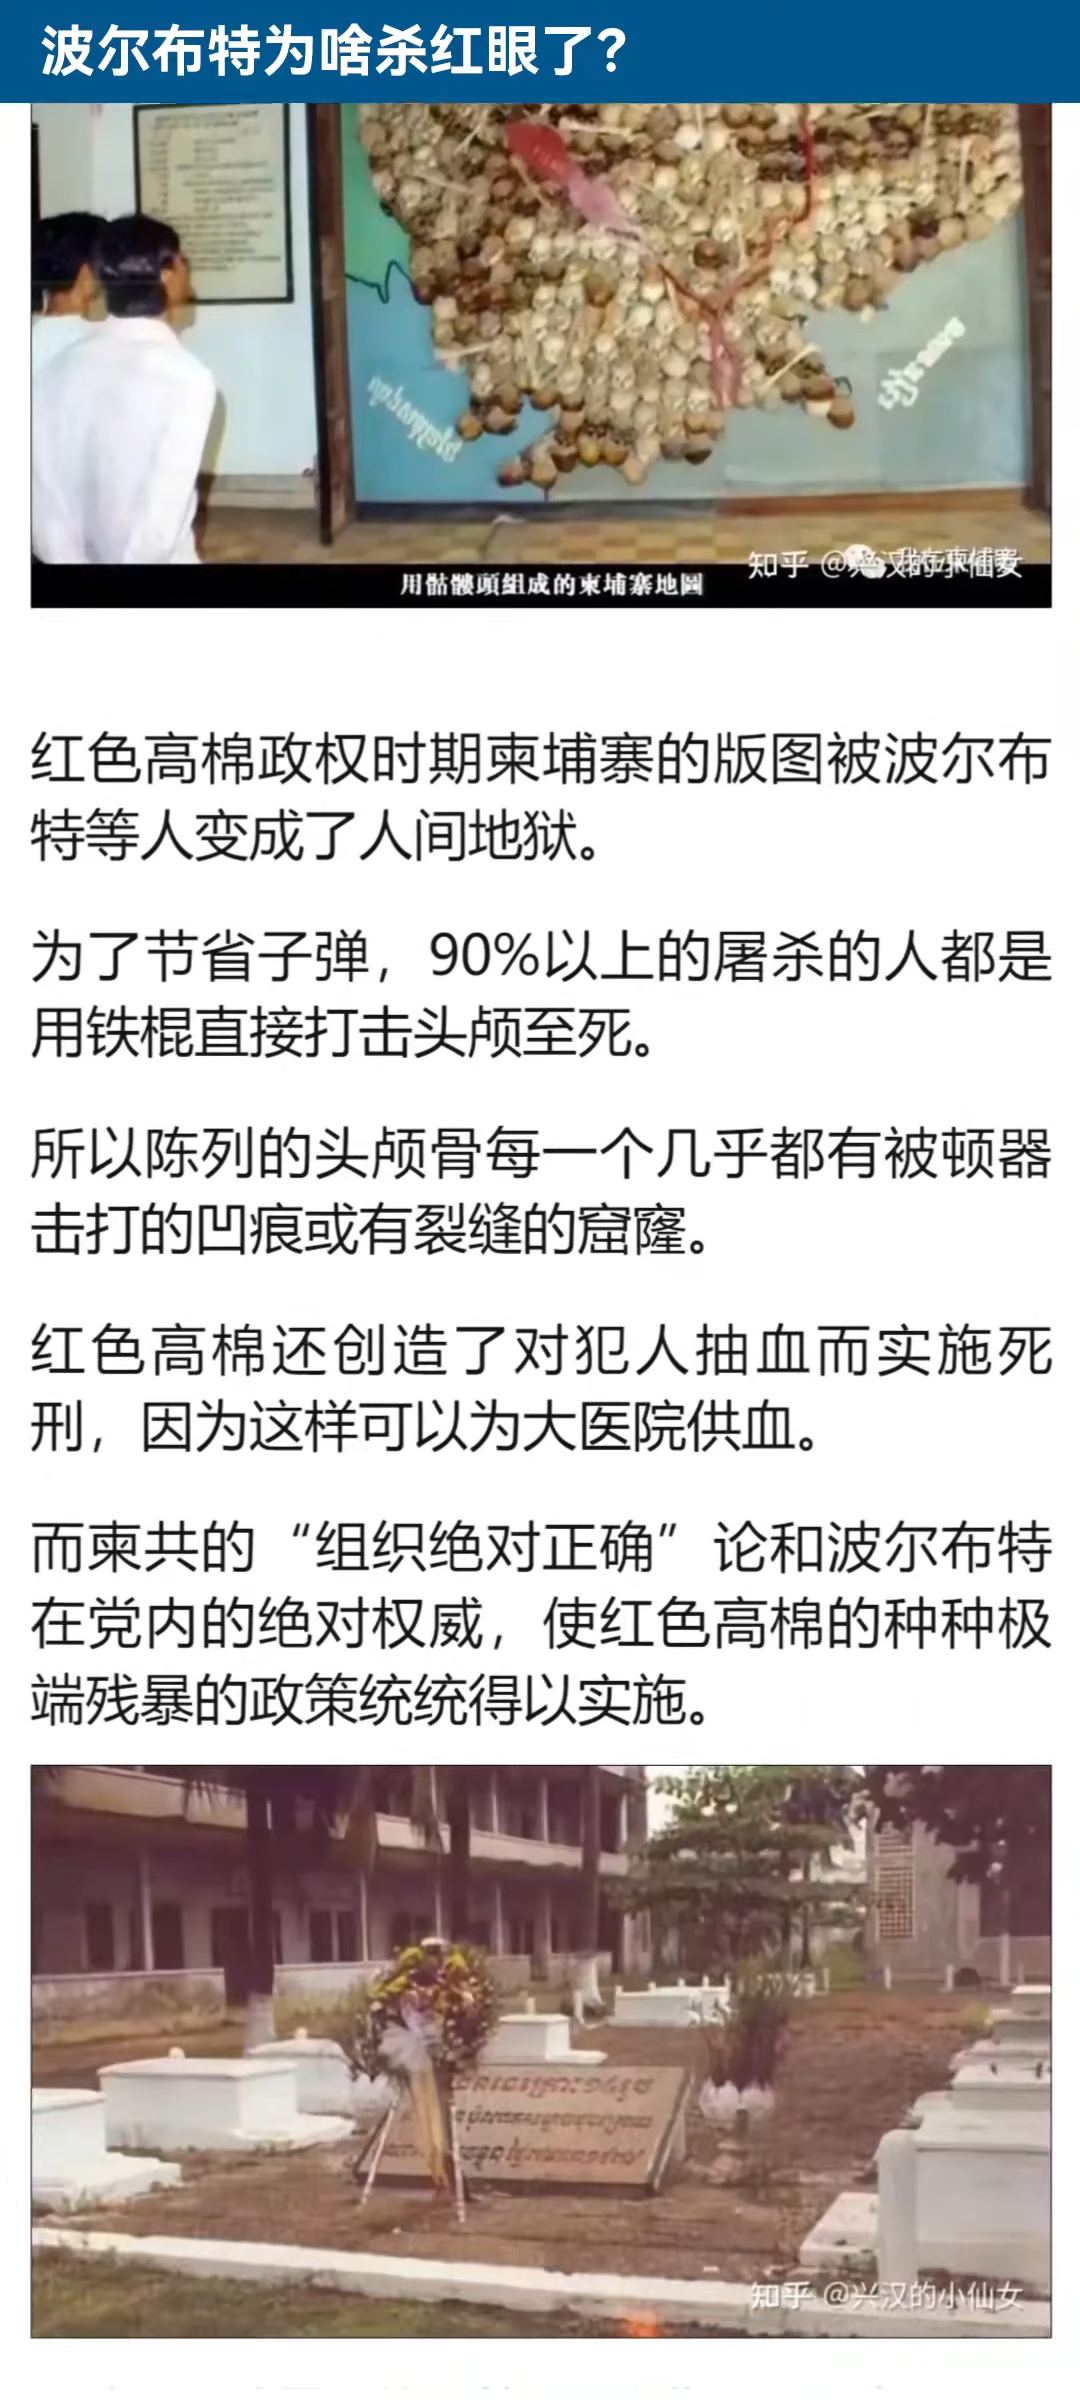 波尔布特为啥杀红眼了?
知乎 @兴汉的小仙女
用骷髏頭組成的柬埔寨地圖
红色高棉政权时期柬埔寨的版图被波尔布
特等人变成了人间地狱。
为了节省子弹，90%以上的屠杀的人都是
用铁棍直接打击头颅至死。
所以陈列的头颅骨每一个几乎都有被顿器
击打的凹痕或有裂缝的窟窿。
红色高棉还创造了对犯人抽血而实施死
刑，因为这样可以为大医院供血。
而柬共的“组织绝对正确”论和波尔布特
在党内的绝对权威，使红色高棉的种种极
端残暴的政策统统得以实施。
知乎 @兴汉的小仙女